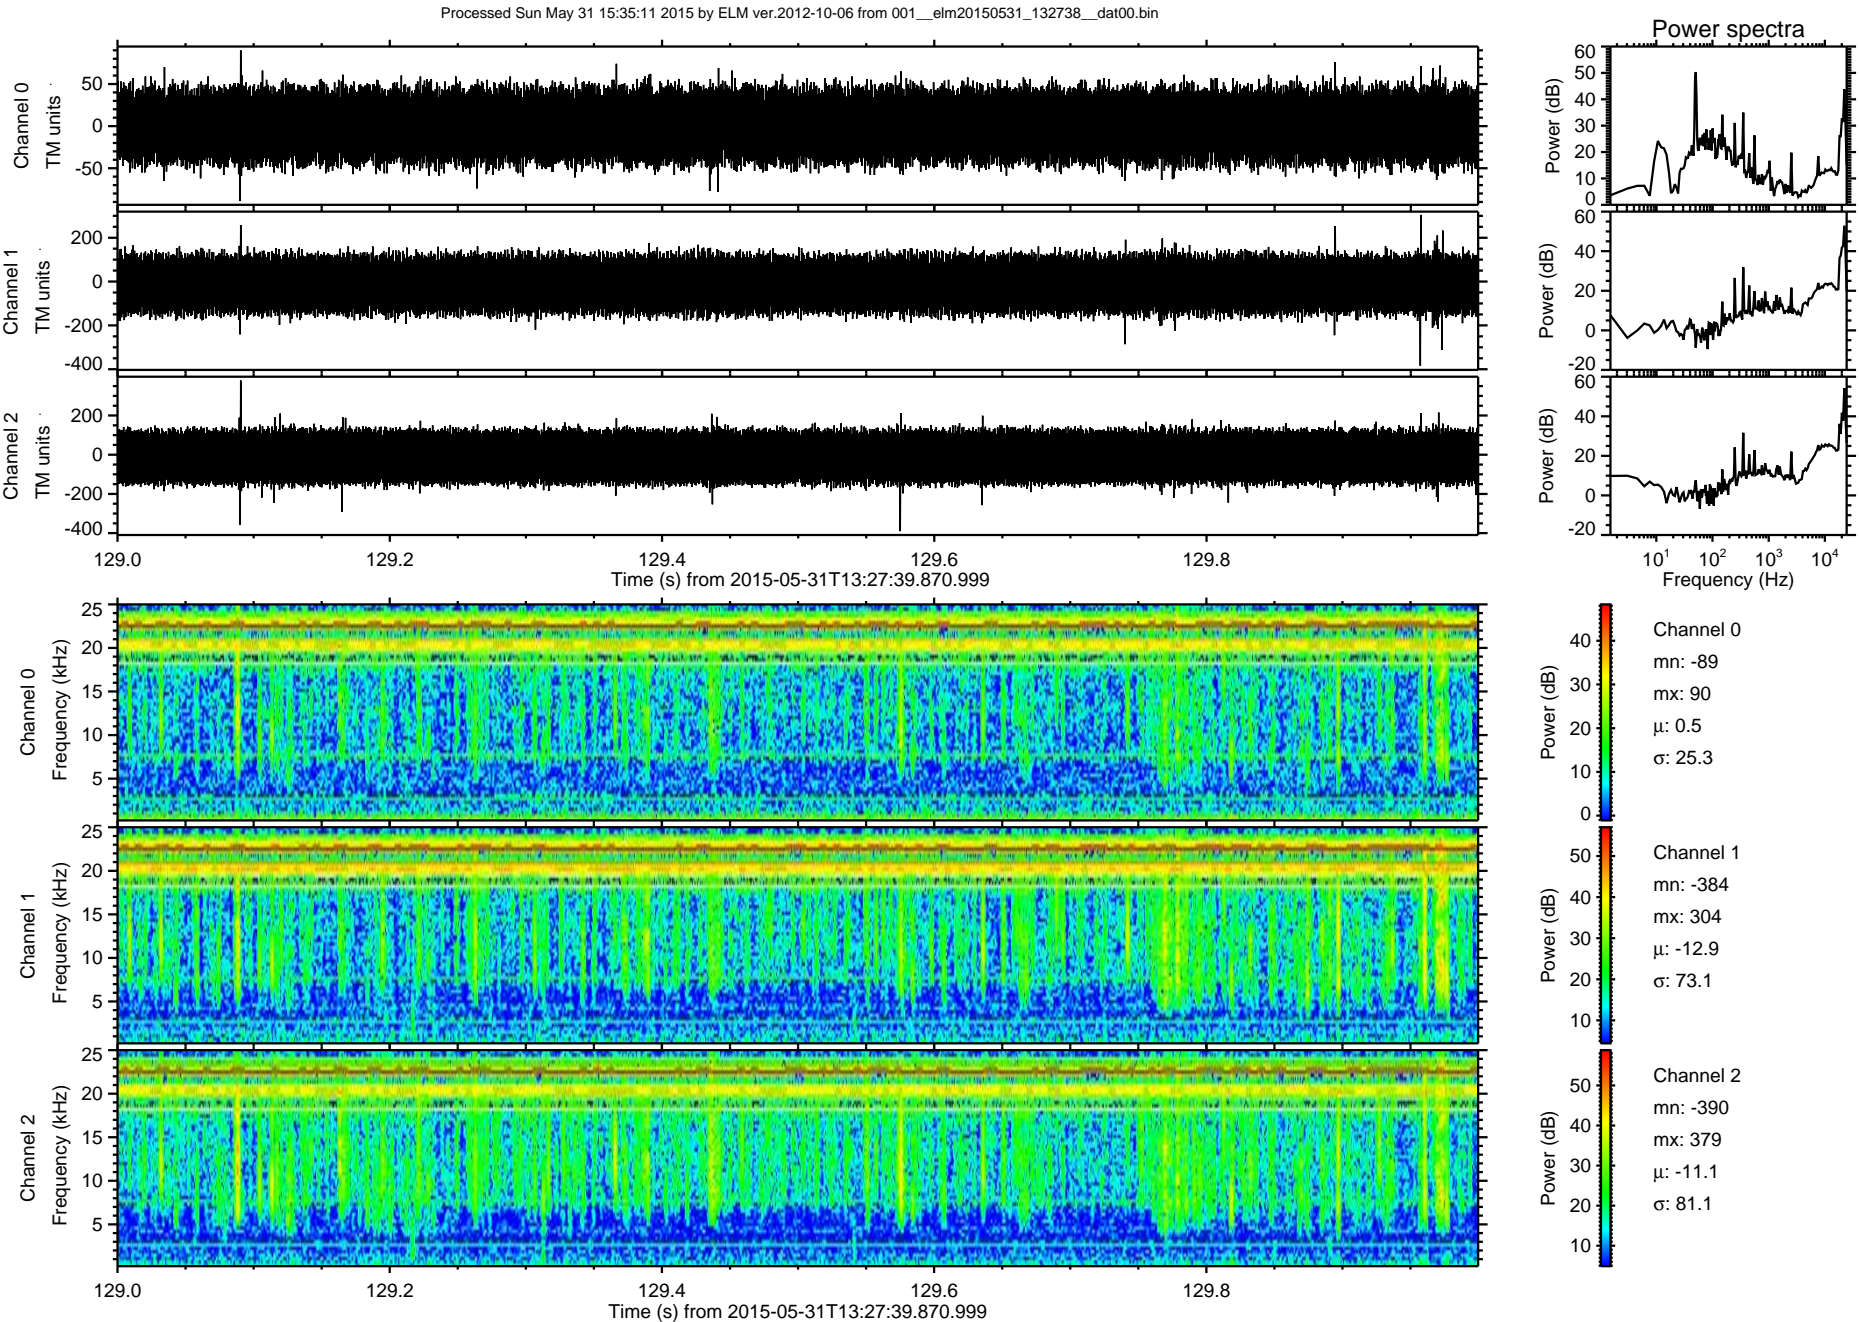 Processed Sun May 31 15:35:11 2015 by ELM ver.2012-10-06 from 001__elm20150531_132738__dat00.bin
Power spectra
Channel 0
TM units
50
0
-50
Power (dB)
60
50
40
30
20
10
0
Channel 1
TM units
200
0
-200
-400
Power (dB)
60
40
20
0
-20
Channel 2
TM units
200
0
-200
-400
Power (dB)
60
40
20
0
-20
129.0 129.2 129.4 129.6 129.8
Time (s) from 2015-05-31T13:27:39.870.999
10^1 10^2 10^3 10^4
Frequency (Hz)
Channel 0
Frequency (kHz)
25
20
15
10
5
Power (dB)
40
30
20
10
0
Channel 0
mn: -89
mx: 90
μ: 0.5
σ: 25.3
Channel 1
Frequency (kHz)
25
20
15
10
5
Power (dB)
50
40
30
20
10
Channel 1
mn: -384
mx: 304
μ: -12.9
σ: 73.1
Channel 2
Frequency (kHz)
25
20
15
10
5
Power (dB)
50
40
30
20
10
Channel 2
mn: -390
mx: 379
μ: -11.1
σ: 81.1
129.0 129.2 129.4 129.6 129.8
Time (s) from 2015-05-31T13:27:39.870.999